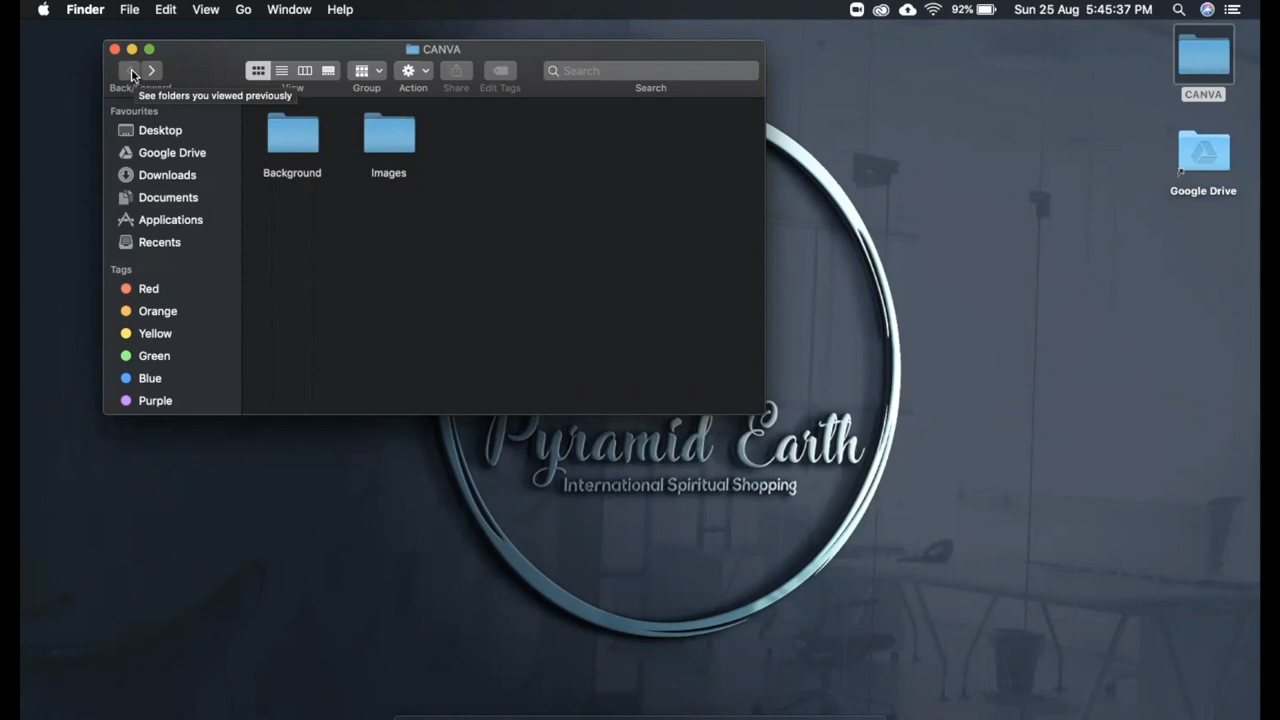 Finder File Edit View Go Window Help 92% Sun 25 Aug 5:45:37 PM
CANVA
Search
View Group Action Share Edit Tags Search
See folders you viewed previously
Favourites
Desktop
Google Drive
Downloads
Documents
Applications
Recents
Tags
Red
Orange
Yellow
Green
Blue
Purple
Background
Images
CANVA
Google Drive
Pyramid Earth
International Spiritual Shopping